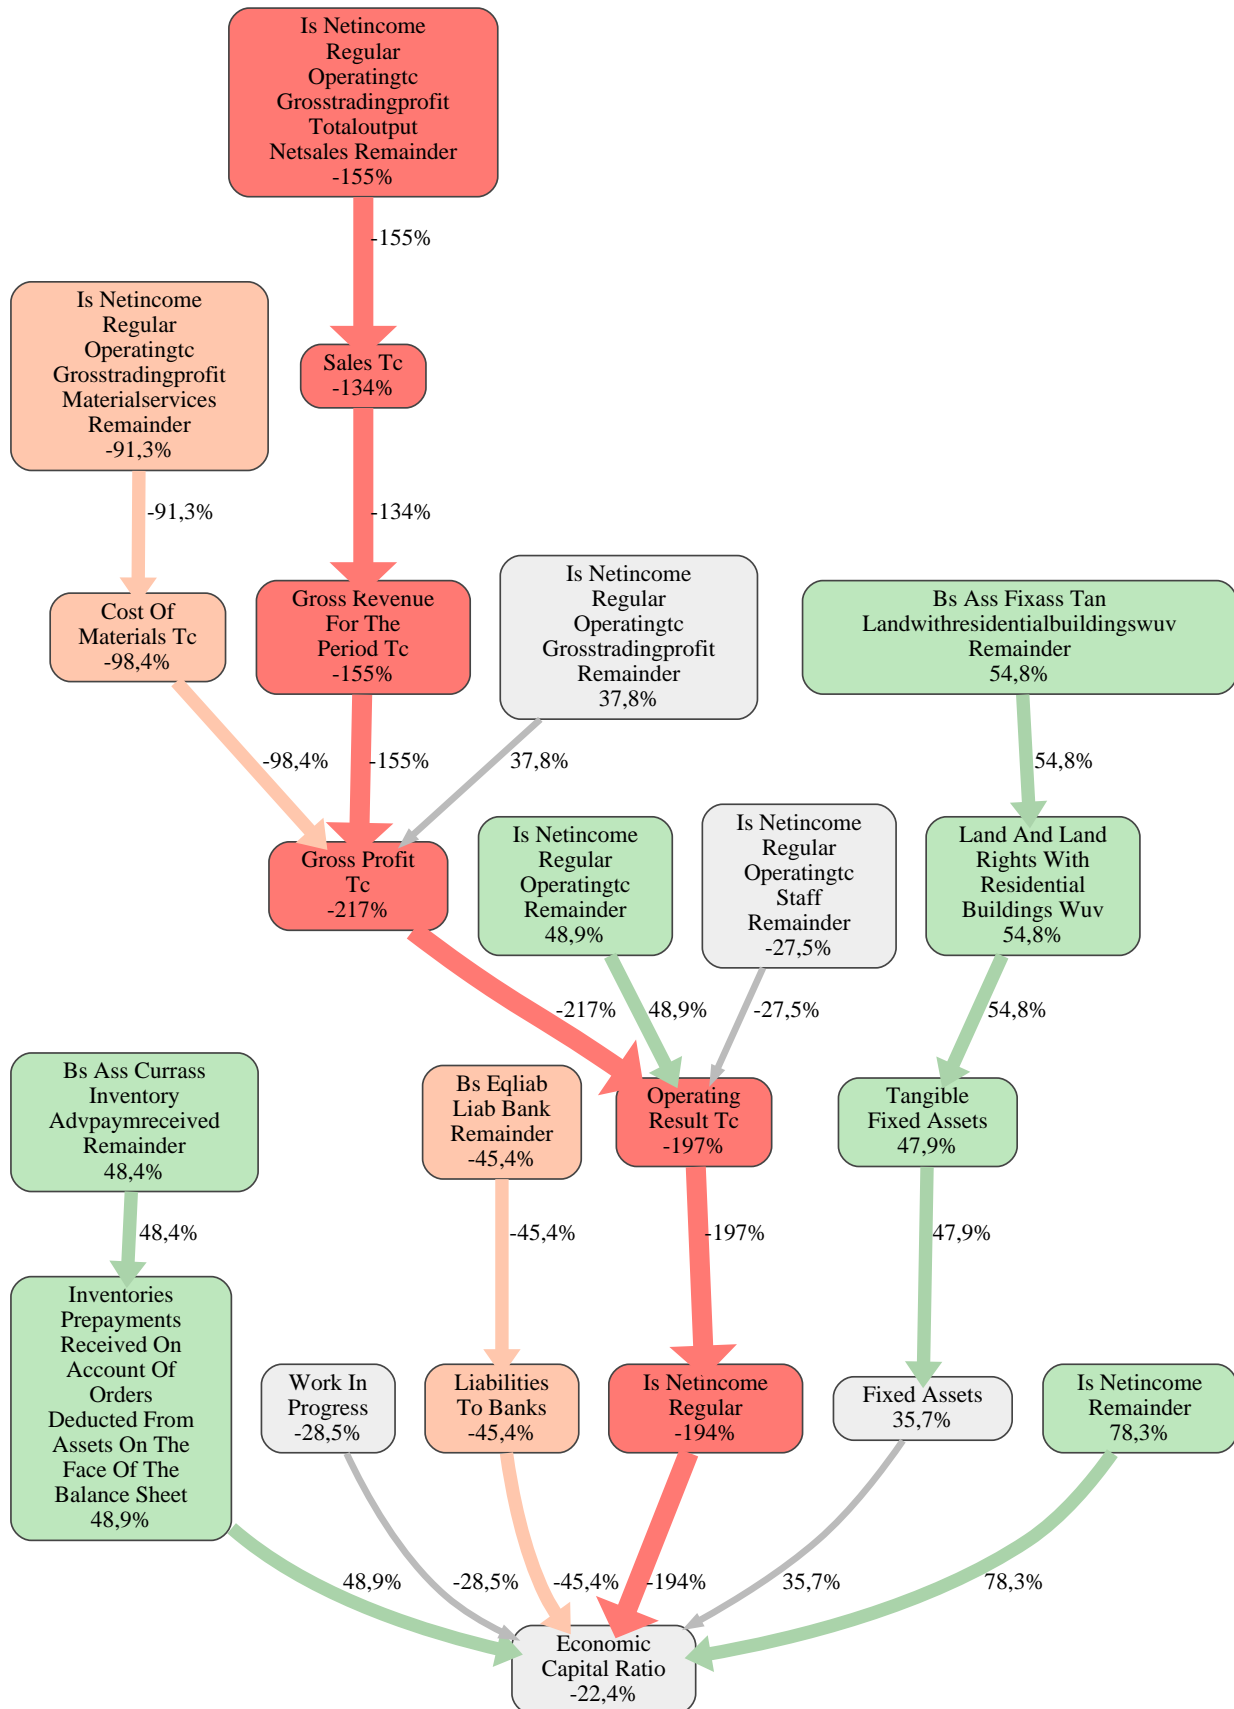 Is Netincome
Regular
Operatingtc
Grosstradingprofit
Totaloutput
Netsales Remainder
-155%
-155%
Is Netincome
Regular
Operatingtc
Grosstradingprofit
Materialservices
Remainder
-91,3%
Sales Tc
-134%
-91,3%
-134%
Cost Of
Materials Tc
-98,4%
Gross Revenue
For The
Period Tc
-155%
Is Netincome
Regular
Operatingtc
Grosstradingprofit
Remainder
37,8%
Bs Ass Fixass Tan
Landwithresidentialbuildingswuv
Remainder
54,8%
-98,4%
-155%
37,8%
54,8%
Gross Profit
Tc
-217%
Is Netincome
Regular
Operatingtc
Remainder
48,9%
Is Netincome
Regular
Operatingtc
Staff
Remainder
-27,5%
Land And Land
Rights With
Residential
Buildings Wuv
54,8%
-217%
48,9%
-27,5%
54,8%
Bs Ass Currass
Inventory
Advpaymreceived
Remainder
48,4%
Bs Eqliab
Liab Bank
Remainder
-45,4%
Operating
Result Tc
-197%
Tangible
Fixed Assets
47,9%
48,4%
-45,4%
-197%
47,9%
Inventories
Prepayments
Received On
Account Of
Orders
Deducted From
Assets On The
Face Of The
Balance Sheet
48,9%
Work In
Progress
-28,5%
Liabilities
To Banks
-45,4%
Is Netincome
Regular
-194%
Fixed Assets
35,7%
Is Netincome
Remainder
78,3%
48,9%
-28,5%
-45,4%
-194%
35,7%
78,3%
Economic
Capital Ratio
-22,4%